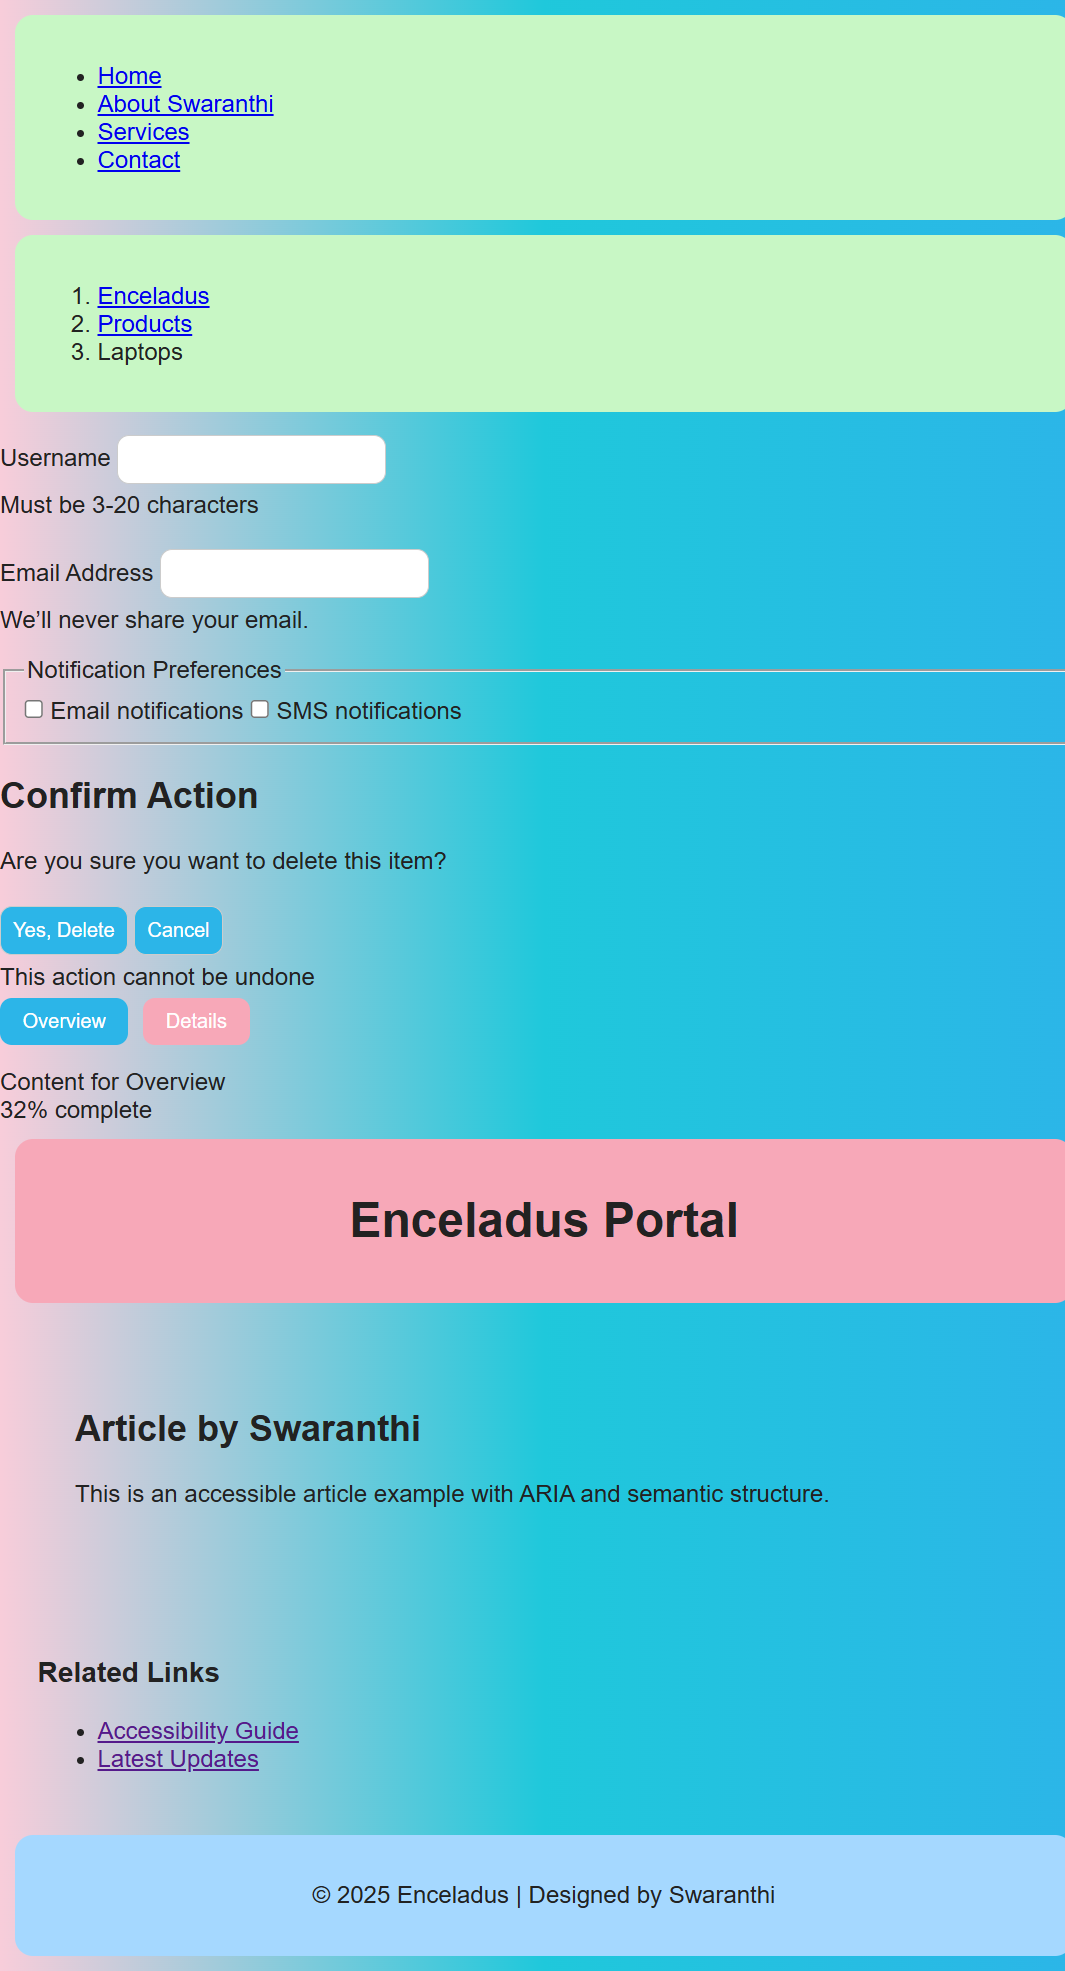 • Home
• About Swaranthi
• Services
• Contact
1. Enceladus
2. Products
3. Laptops
Username
Must be 3-20 characters
Email Address
We’ll never share your email.
Notification Preferences
Email notifications SMS notifications
Confirm Action
Are you sure you want to delete this item?
Yes, Delete Cancel
This action cannot be undone
Overview Details
Content for Overview
32% complete
Enceladus Portal
Article by Swaranthi
This is an accessible article example with ARIA and semantic structure.
Related Links
• Accessibility Guide
• Latest Updates
© 2025 Enceladus | Designed by Swaranthi